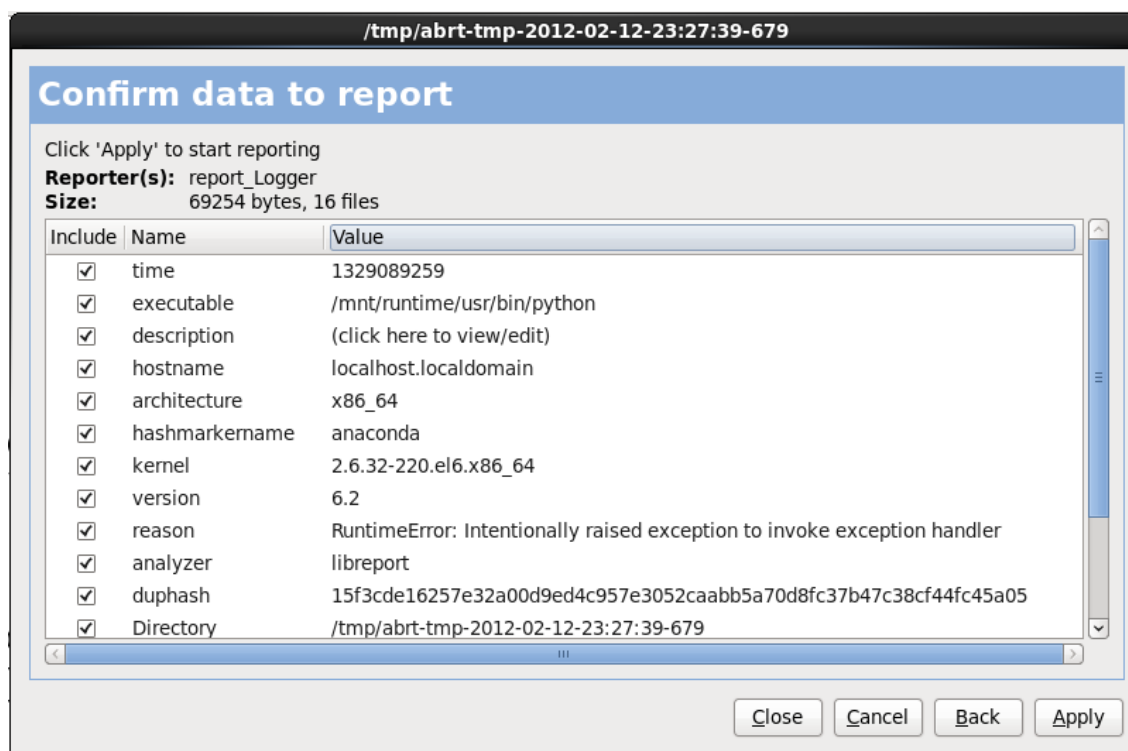 /tmp/abrt-tmp-2012-02-12-23:27:39-679
Confirm data to report
Click 'Apply' to start reporting
Reporter(s): report_Logger
Size: 69254 bytes, 16 files
Include Name Value
time 1329089259
executable /mnt/runtime/usr/bin/python
description (click here to view/edit)
hostname localhost.localdomain
architecture x86_64
hashmarkername anaconda
kernel 2.6.32-220.el6.x86_64
version 6.2
reason RuntimeError: Intentionally raised exception to invoke exception handler
analyzer libreport
duphash 15f3cde16257e32a00d9ed4c957e3052caabb5a70d8fc37b47c38cf44fc45a05
Directory /tmp/abrt-tmp-2012-02-12-23:27:39-679
Close Cancel Back Apply